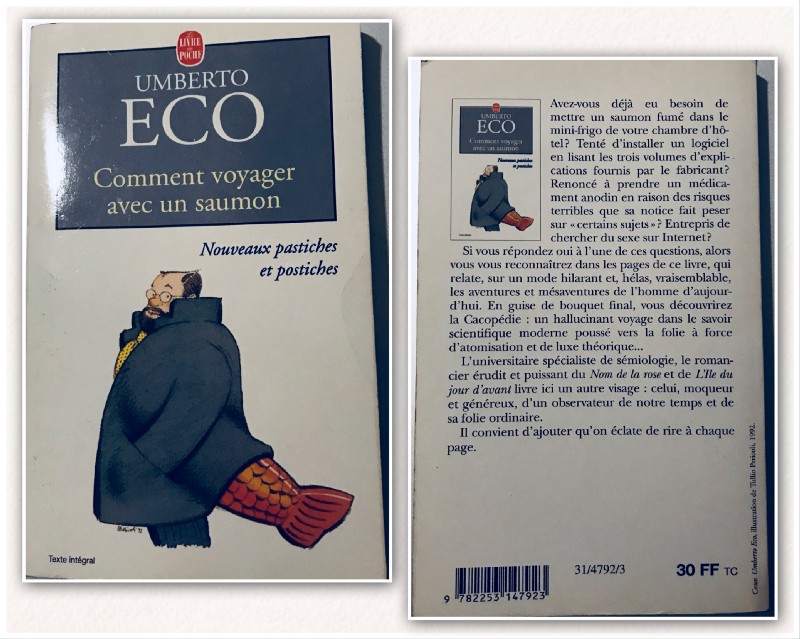 LE LIVRE DE POCHE
UMBERTO
ECO
Comment voyager
avec un saumon
Nouveaux pastiches
et postiches
Texte intégral
UMBERTO
ECO
Comment voyager
avec un saumon
Nouveaux pastiches
et postiches
Avez-vous déjà eu besoin de
mettre un saumon fumé dans le
mini-frigo de votre chambre d'hô-
tel? Tenté d'installer un logiciel
en lisant les trois volumes d'expli-
cations fournis par le fabricant?
Renoncé à prendre un médica-
ment anodin en raison des risques
terribles que sa notice fait peser
sur «certains sujets»? Entrepris de
chercher du sexe sur Internet?
Si vous répondez oui à l'une de ces questions, alors
vous vous reconnaîtrez dans les pages de ce livre, qui
relate, sur un mode hilarant et, hélas, vraisemblable,
les aventures et mésaventures de l'homme d'aujour-
d'hui. En guise de bouquet final, vous découvrirez
la Cacopédie : un hallucinant voyage dans le savoir
scientifique moderne poussé vers la folie à force
d'atomisation et de luxe théorique...
L'universitaire spécialiste de sémiologie, le roman-
cier érudit et puissant du Nom de la rose et de L'Ile du
jour d'avant livre ici un autre visage : celui, moqueur
et généreux, d'un observateur de notre temps et de
sa folie ordinaire.
Il convient d'ajouter qu'on éclate de rire à chaque
page.
Umberto Eco, illustration de Tullio Pericoli, 1992.
31/4792/3
30 FF TC
9 782253 147923